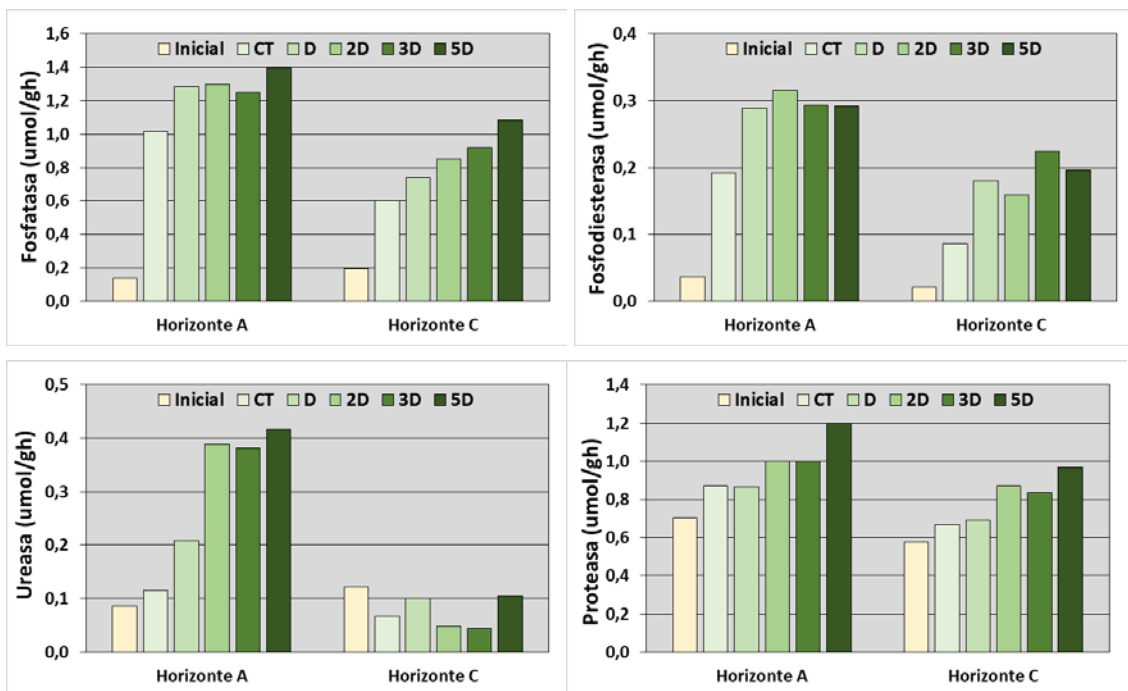 Fosfatasa (umol/gh)
Inicial CT D 2D 3D 5D
1,6
1,4
1,2
1,0
0,8
0,6
0,4
0,2
0,0
Horizonte A Horizonte C
Fosfodiesterasa (umol/gh)
Inicial CT D 2D 3D 5D
0,4
0,3
0,2
0,1
0,0
Horizonte A Horizonte C
Ureasa (umol/gh)
Inicial CT D 2D 3D 5D
0,5
0,4
0,3
0,2
0,1
0,0
Horizonte A Horizonte C
Proteasa (umol/gh)
Inicial CT D 2D 3D 5D
1,4
1,2
1,0
0,8
0,6
0,4
0,2
0,0
Horizonte A Horizonte C